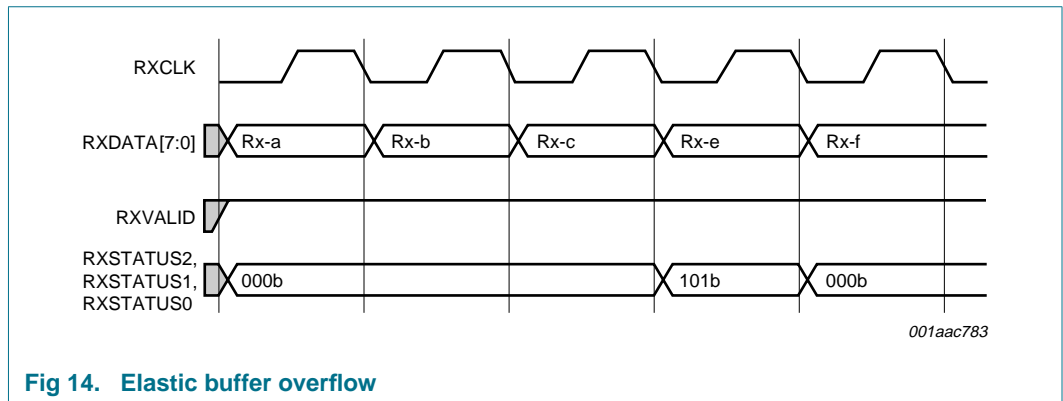 RXCLK
RXDATA[7:0] Rx-a Rx-b Rx-c Rx-e Rx-f
RXVALID
RXSTATUS2,
RXSTATUS1, 000b 101b 000b
RXSTATUS0
001aac783
Fig 14. Elastic buffer overflow